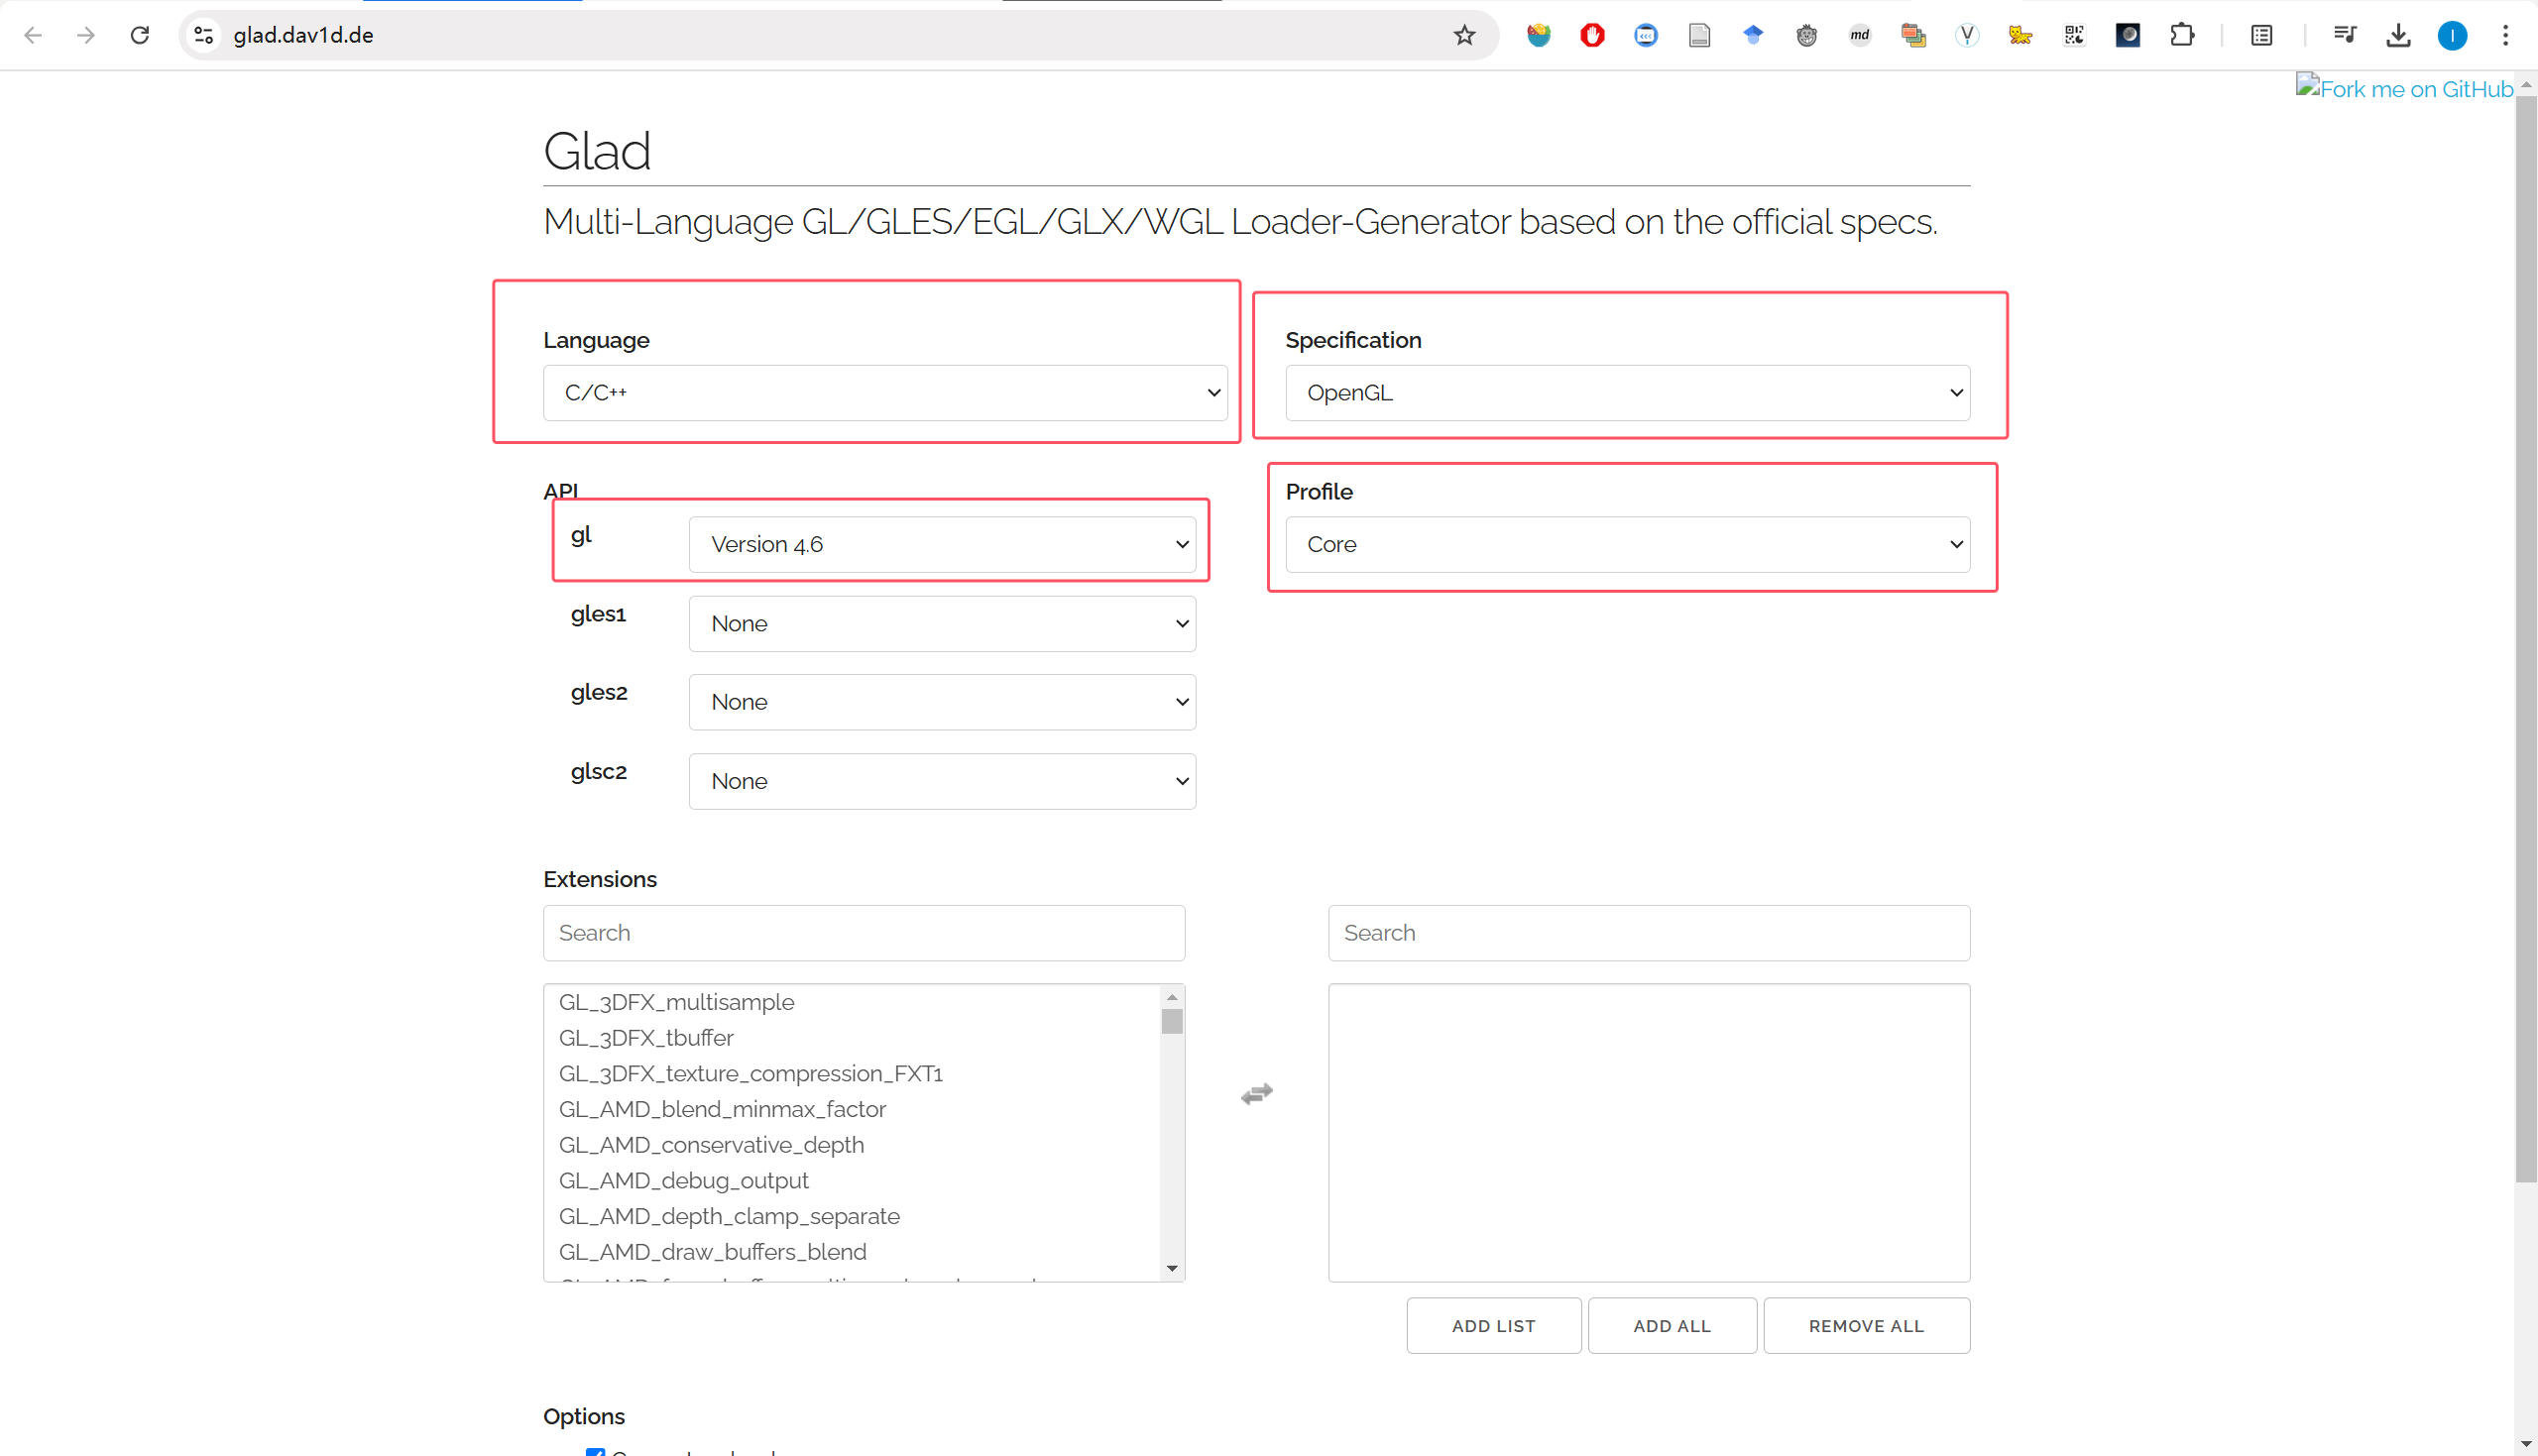 glad.dav1d.de
md
I
Fork me on GitHub
Glad
Multi-Language GL/GLES/EGL/GLX/WGL Loader-Generator based on the official specs.
Language
C/C++
Specification
OpenGL
API
gl
Version 4.6
Profile
Core
gles1
None
gles2
None
glsc2
None
Extensions
Search
Search
GL_3DFX_multisample
GL_3DFX_tbuffer
GL_3DFX_texture_compression_FXT1
GL_AMD_blend_minmax_factor
GL_AMD_conservative_depth
GL_AMD_debug_output
GL_AMD_depth_clamp_separate
GL_AMD_draw_buffers_blend
ADD LIST
ADD ALL
REMOVE ALL
Options